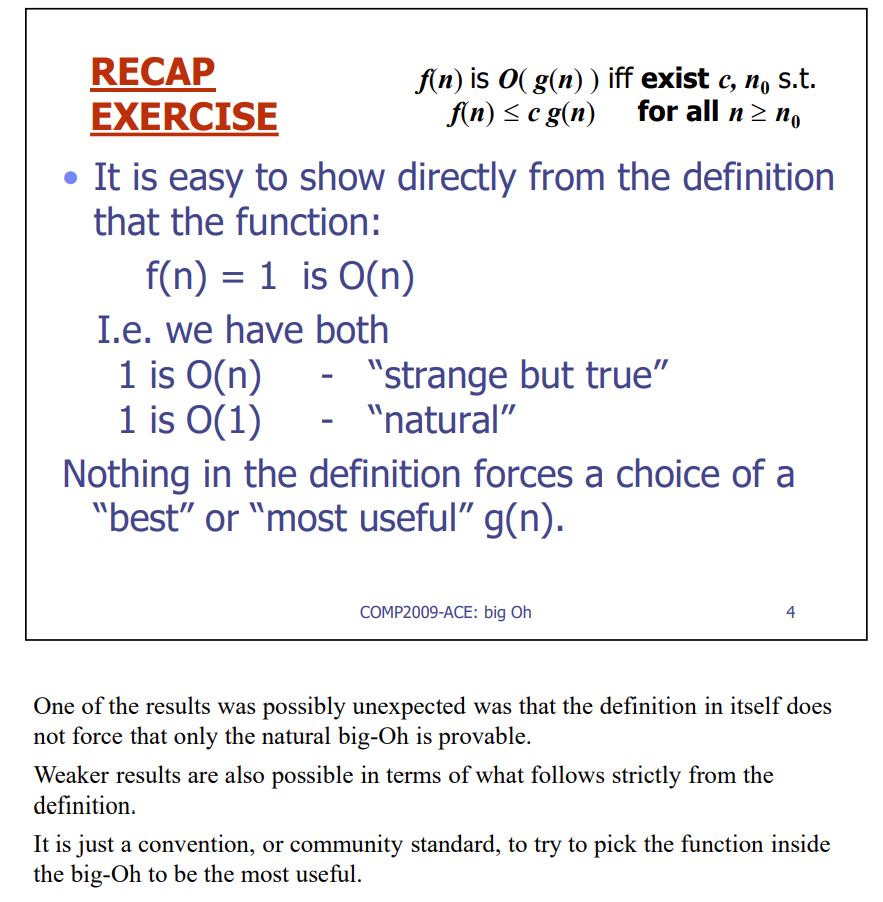 RECAP
EXERCISE
f(n) is O( g(n) ) iff exist c, n₀ s.t.
f(n) ≤ c g(n) for all n ≥ n₀
• It is easy to show directly from the definition
that the function:
f(n) = 1 is O(n)
I.e. we have both
1 is O(n) - “strange but true”
1 is O(1) - “natural”
Nothing in the definition forces a choice of a
“best” or “most useful” g(n).
COMP2009-ACE: big Oh 4
One of the results was possibly unexpected was that the definition in itself does
not force that only the natural big-Oh is provable.
Weaker results are also possible in terms of what follows strictly from the
definition.
It is just a convention, or community standard, to try to pick the function inside
the big-Oh to be the most useful.